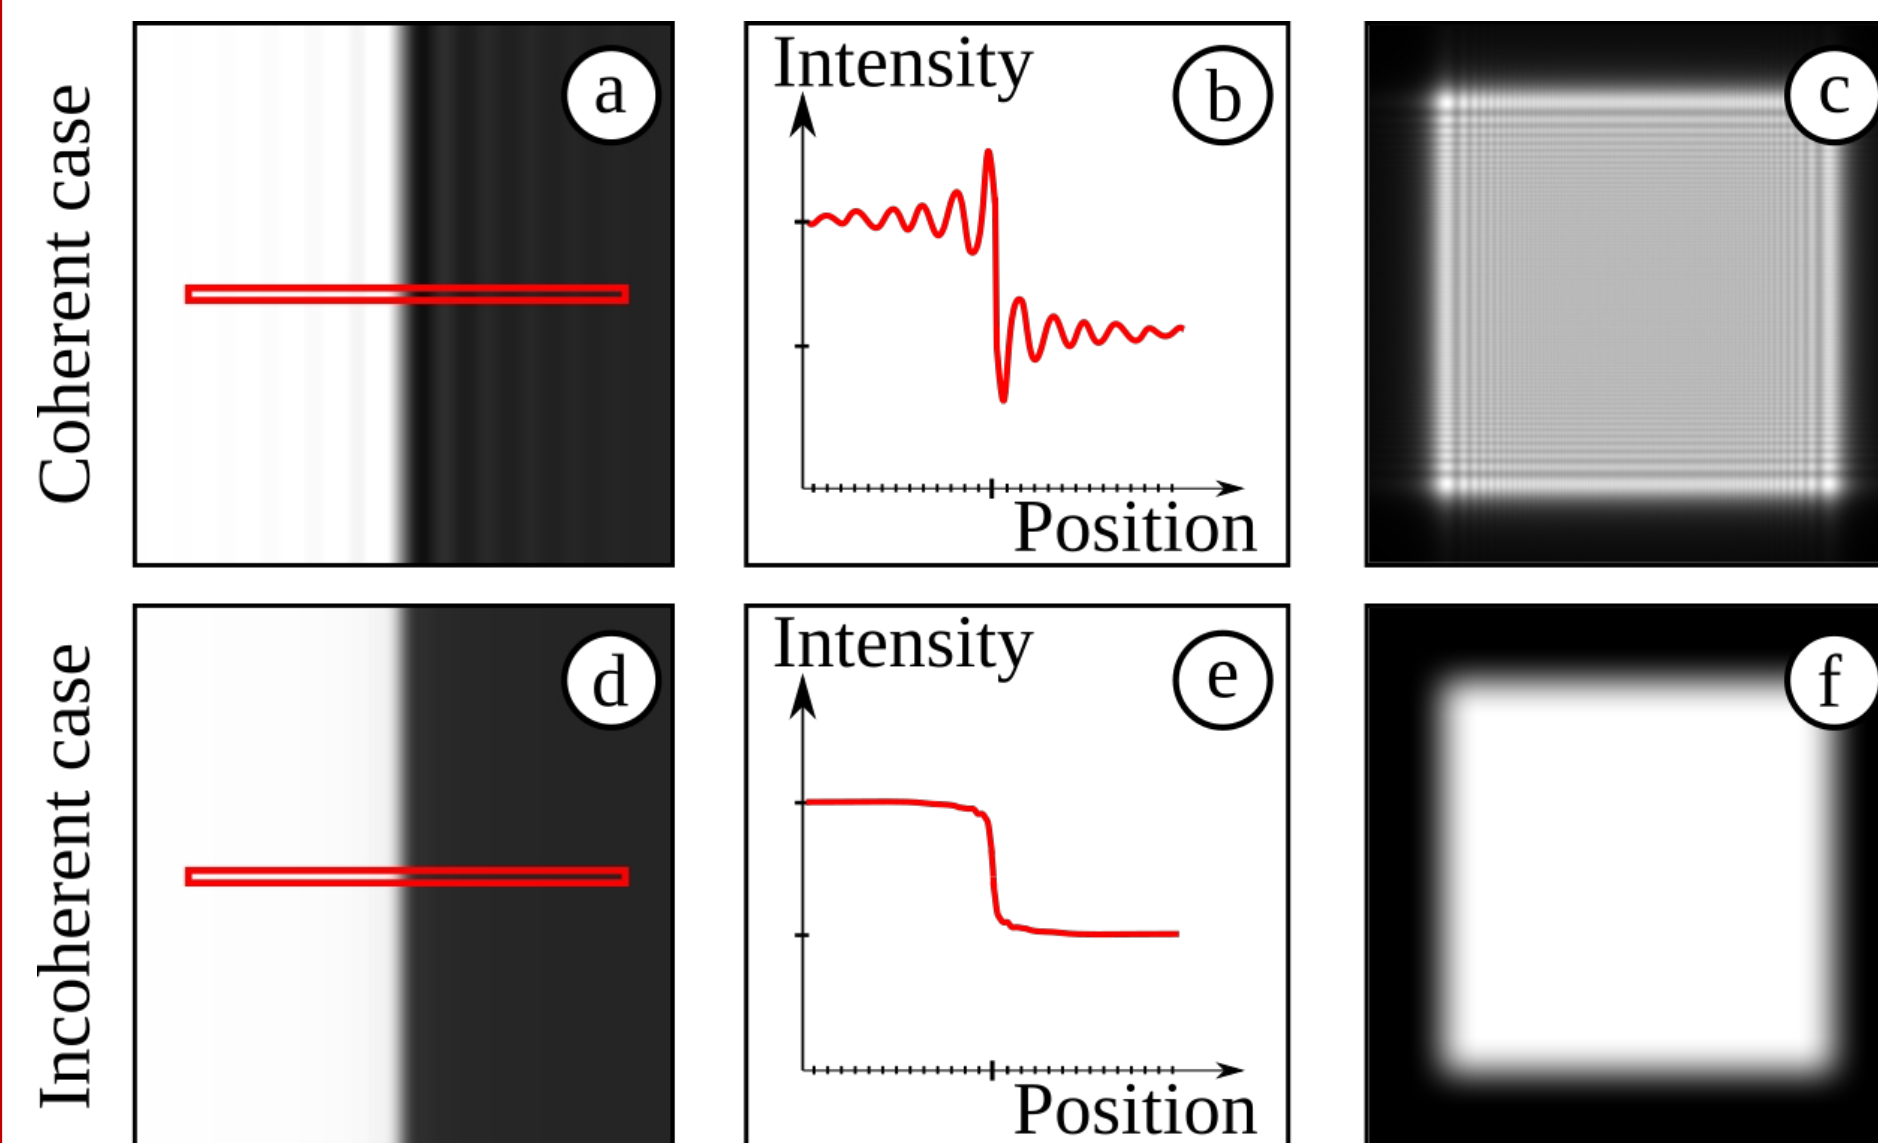 Coherent case
a
Intensity
b
Position
c
Incoherent case
d
Intensity
e
Position
f